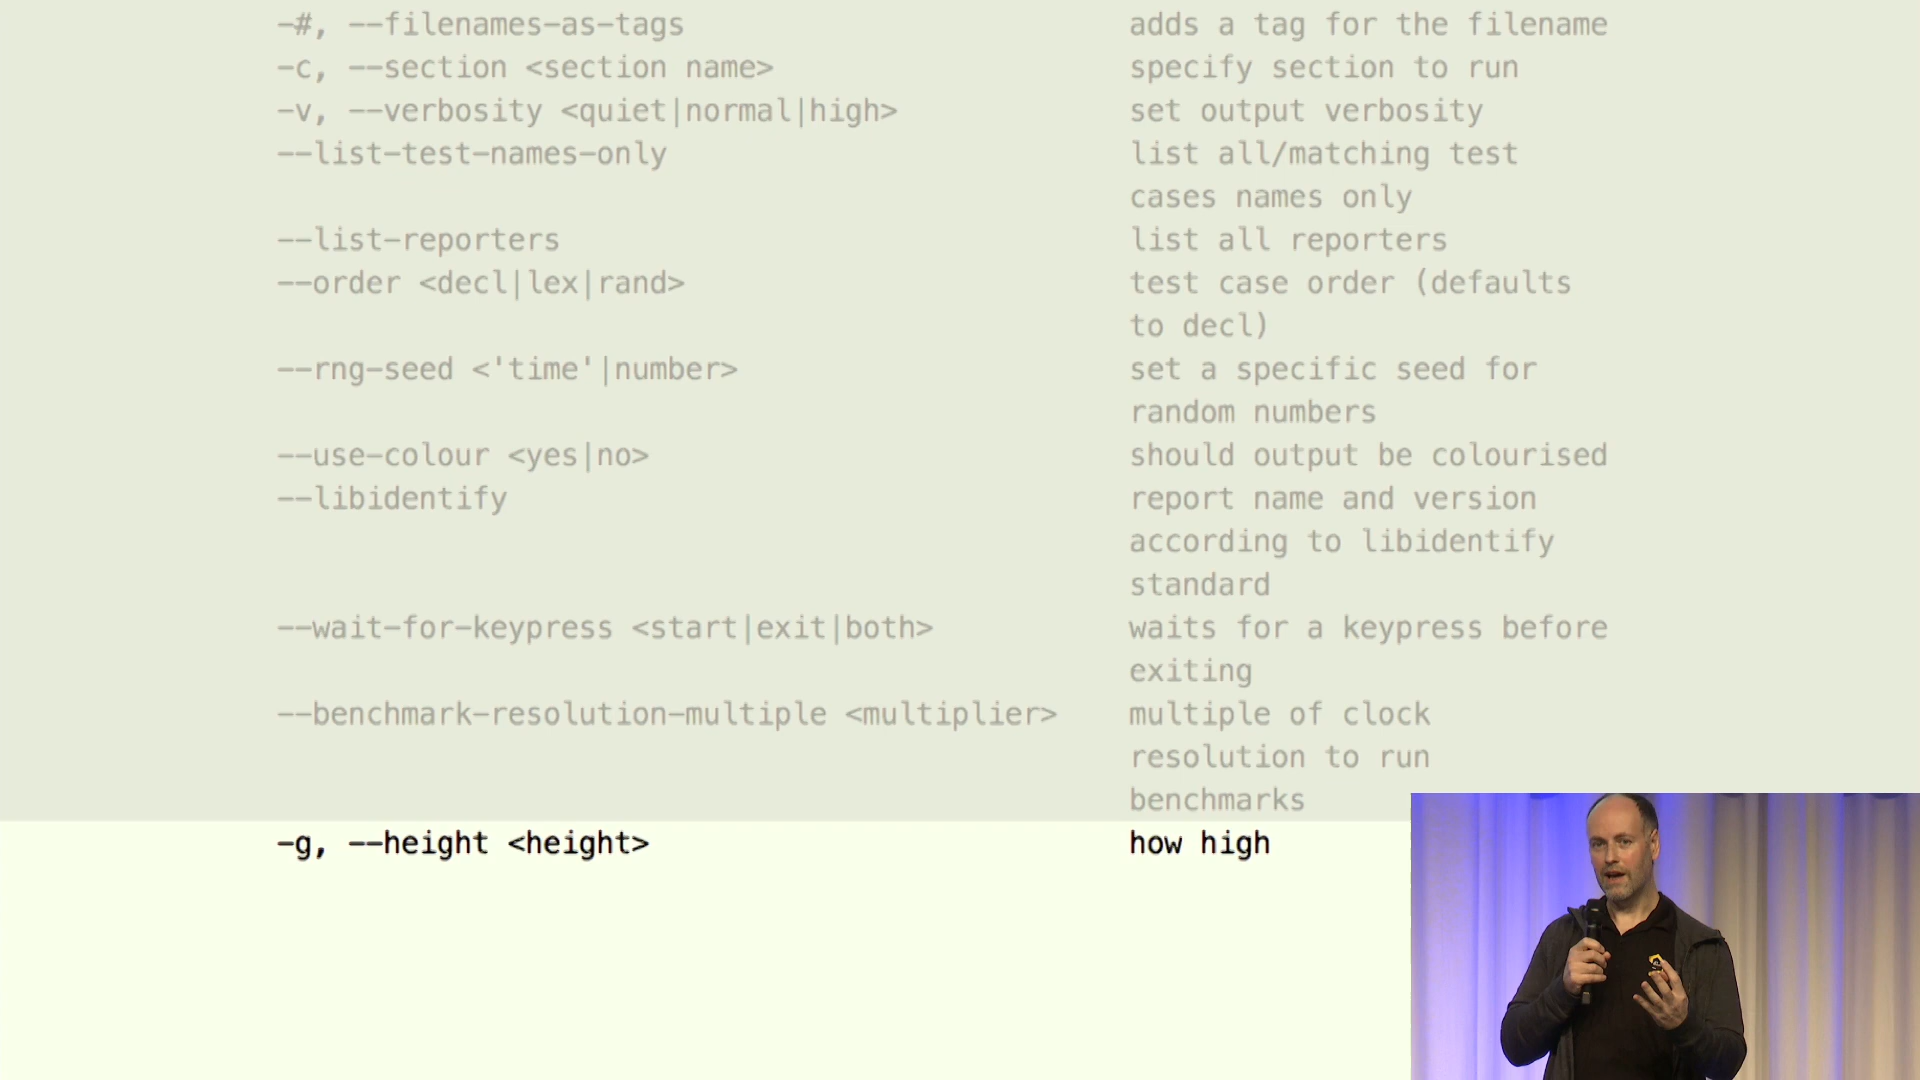 -#, --filenames-as-tags adds a tag for the filename
-c, --section <section name> specify section to run
-v, --verbosity <quiet|normal|high> set output verbosity
--list-test-names-only list all/matching test
cases names only
--list-reporters list all reporters
--order <decl|lex|rand> test case order (defaults
to decl)
--rng-seed <'time'|number> set a specific seed for
random numbers
--use-colour <yes|no> should output be colourised
--libidentify report name and version
according to libidentify
standard
--wait-for-keypress <start|exit|both> waits for a keypress before
exiting
--benchmark-resolution-multiple <multiplier> multiple of clock
resolution to run
benchmarks
-g, --height <height> how high